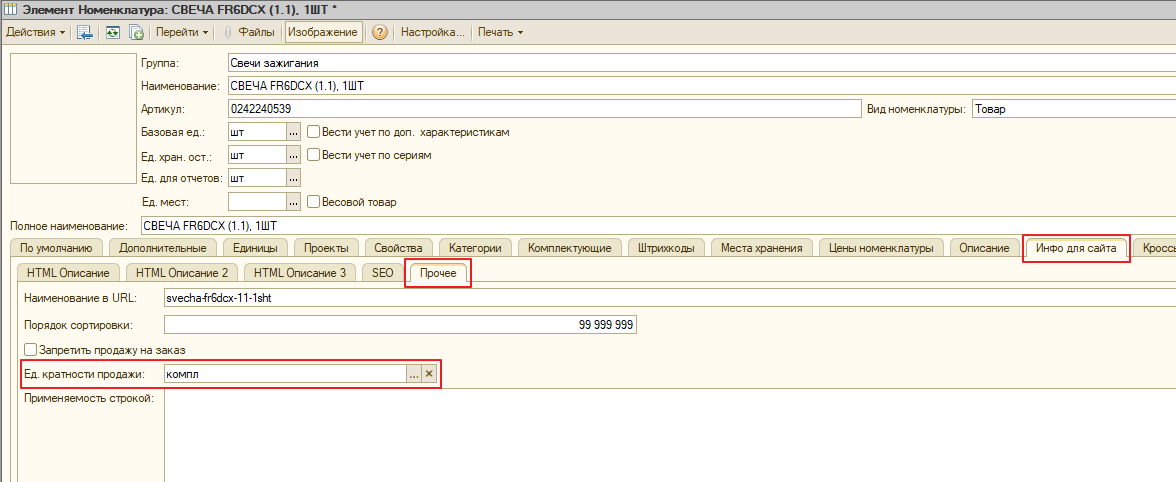 Элемент Номенклатура: СВЕЧА FR6DCX (1.1), 1ШТ *
Действия Перейти Файлы Изображение ? Настройка... Печать
Группа: Свечи зажигания
Наименование: СВЕЧА FR6DCX (1.1), 1ШТ
Артикул: 0242240539 Вид номенклатуры: Товар
Базовая ед.: шт ... Вести учет по доп. характеристикам
Ед. хран. ост.: шт ... Вести учет по сериям
Ед. для отчетов: шт ...
Ед. мест: ... Весовой товар
Полное наименование: СВЕЧА FR6DCX (1.1), 1ШТ
По умолчанию Дополнительные Единицы Проекты Свойства Категории Комплектующие Штрихкоды Места хранения Цены номенклатуры Описание Инфо для сайта Кроссы
HTML Описание HTML Описание 2 HTML Описание 3 SEO Прочее
Наименование в URL: svecha-fr6dcx-11-1sht
Порядок сортировки: 99 999 999
Запретить продажу на заказ
Ед. кратности продажи: компл ... ×
Применяемость строкой: